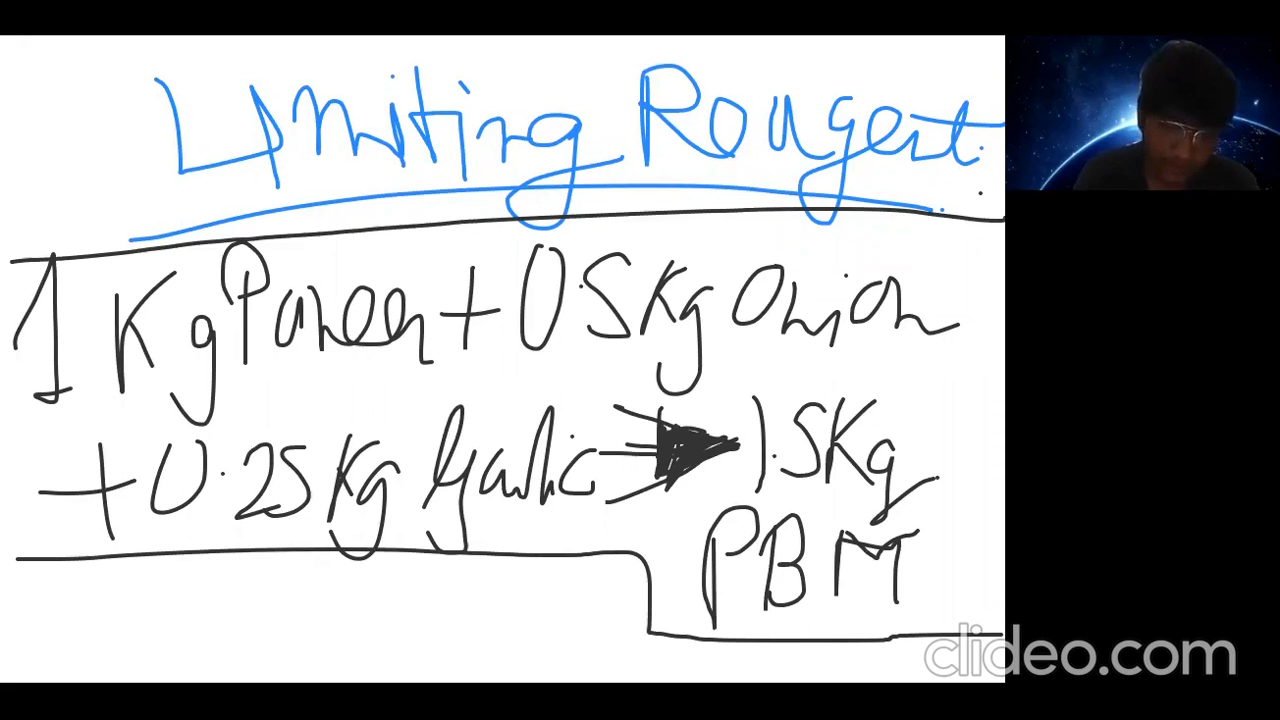 Limiting Reagent
1 Kg Paneer + 0.5 Kg Onion
+ 0.25 Kg Garlic → 1.5 Kg
PBM
clideo.com